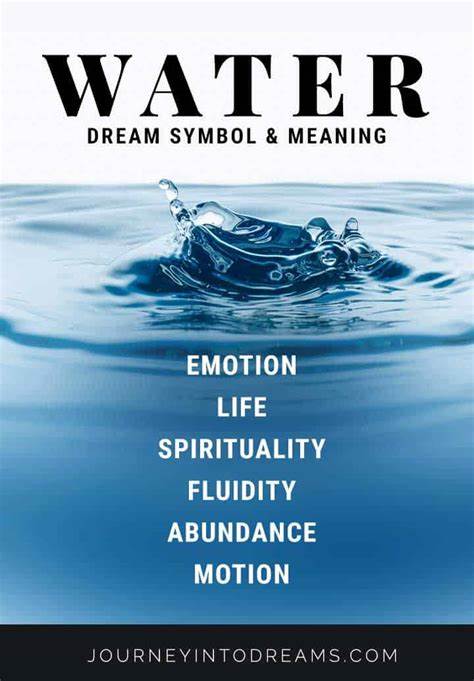 WATER
DREAM SYMBOL & MEANING
EMOTION
LIFE
SPIRITUALITY
FLUIDITY
ABUNDANCE
MOTION
JOURNEYINTODREAMS.COM